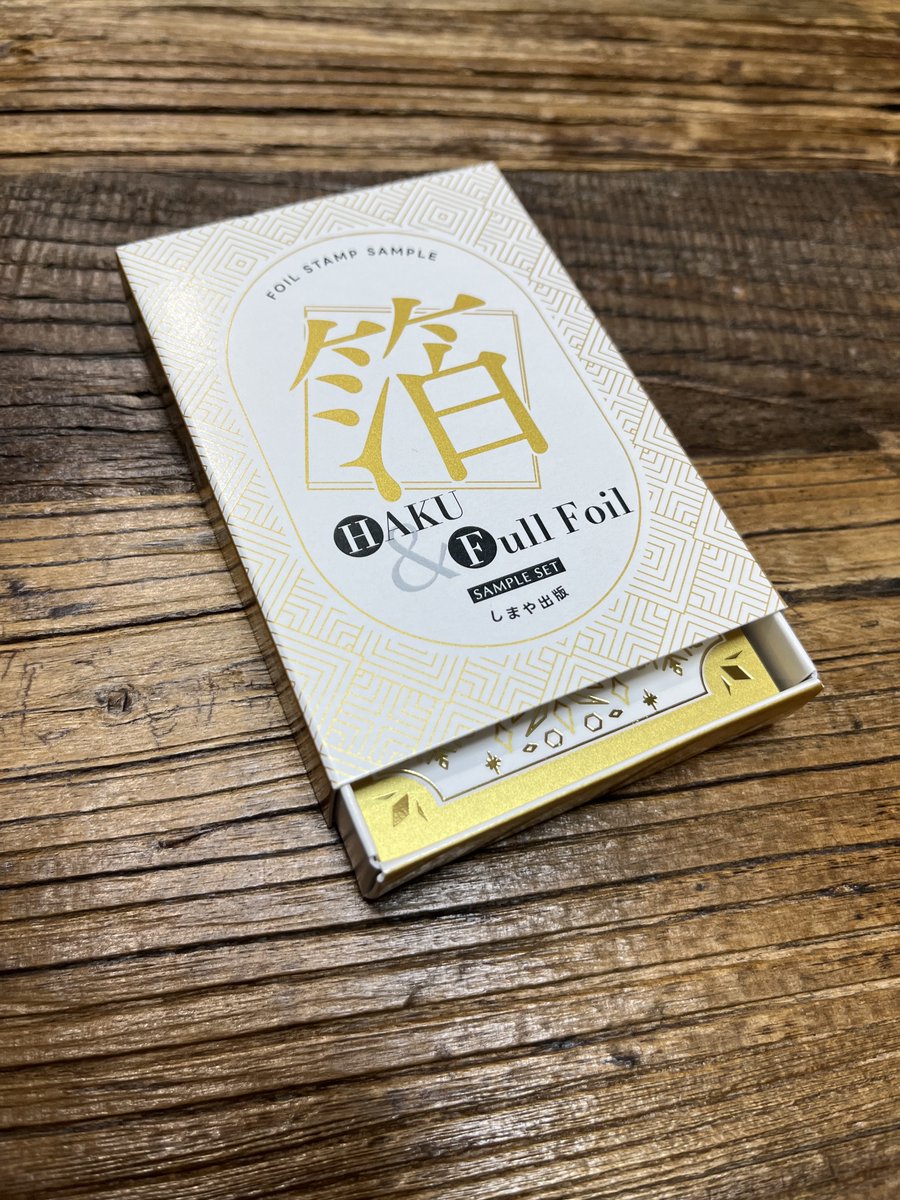 FOIL STAMP SAMPLE
箔
HAKU
& Full Foil
SAMPLE SET
しまや出版